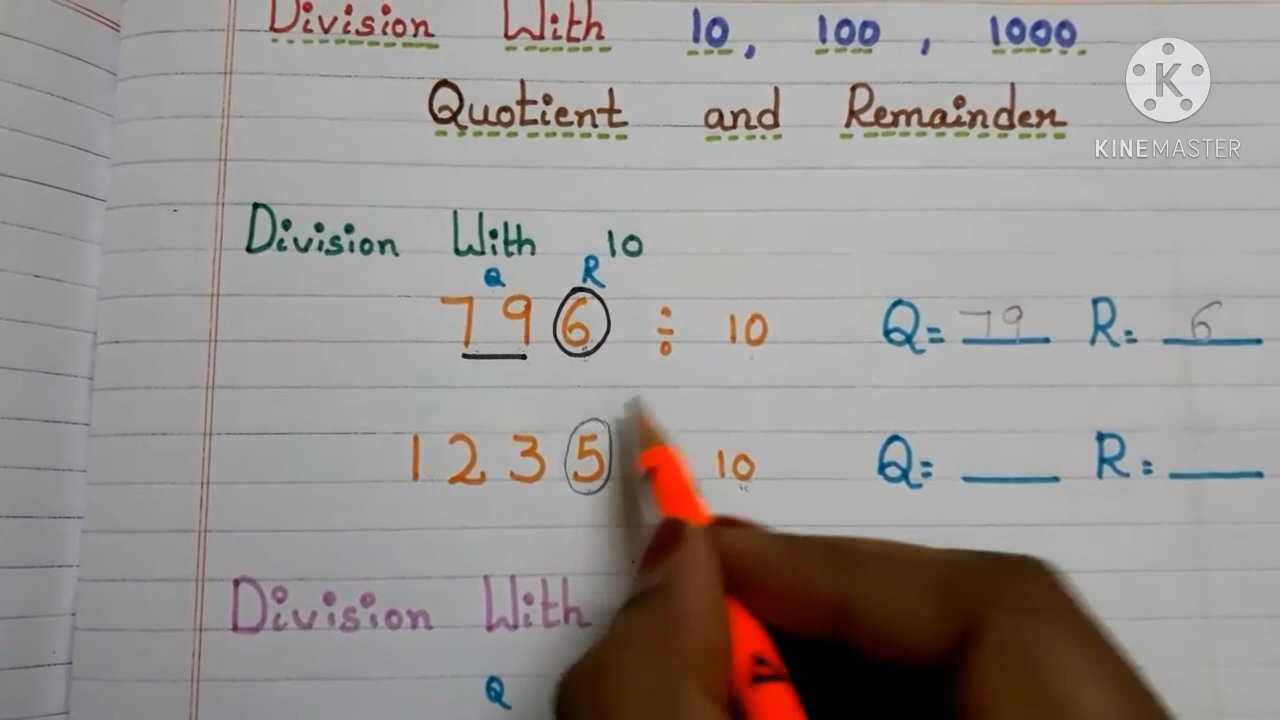 Division With 10, 100, 1000
Quotient and Remainder
K
KINEMASTER
Division With 10
Q R
796 ÷ 10 Q= 79 R= 6
1235 10 Q= R=
Division With
Q